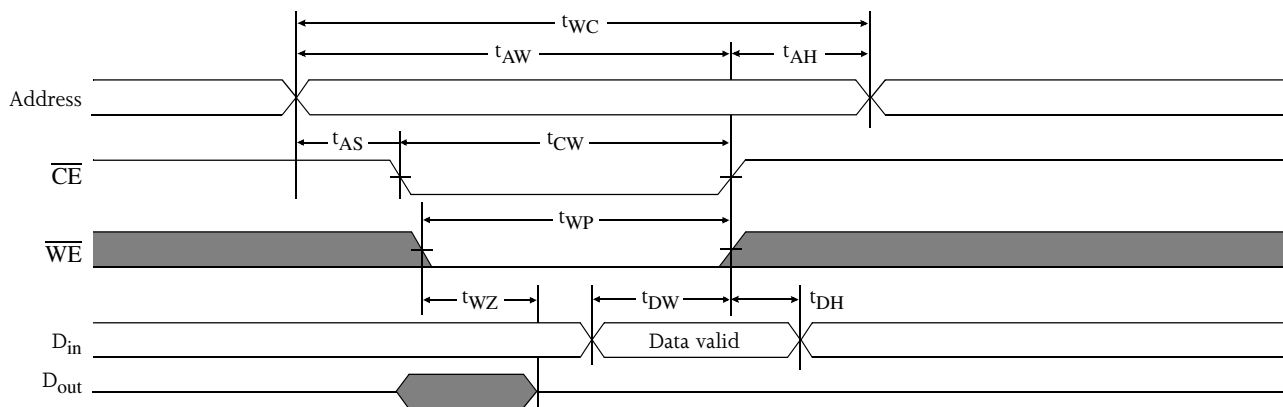 tWC
tAW
tAH
Address
tAS
tCW
CE
tWP
WE
tWZ
tDW
tDH
Din
Data valid
Dout